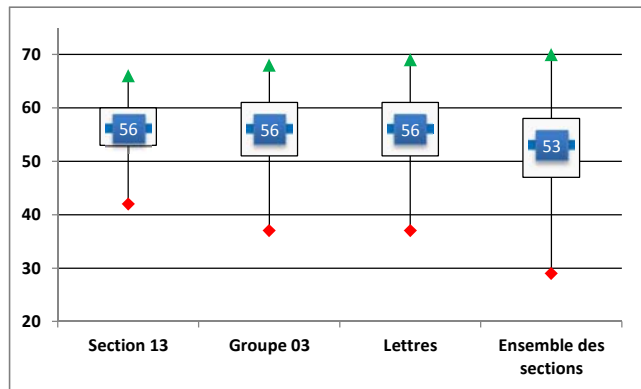 70
60
50
40
30
20
56
56
56
53
Section 13
Groupe 03
Lettres
Ensemble des
sections